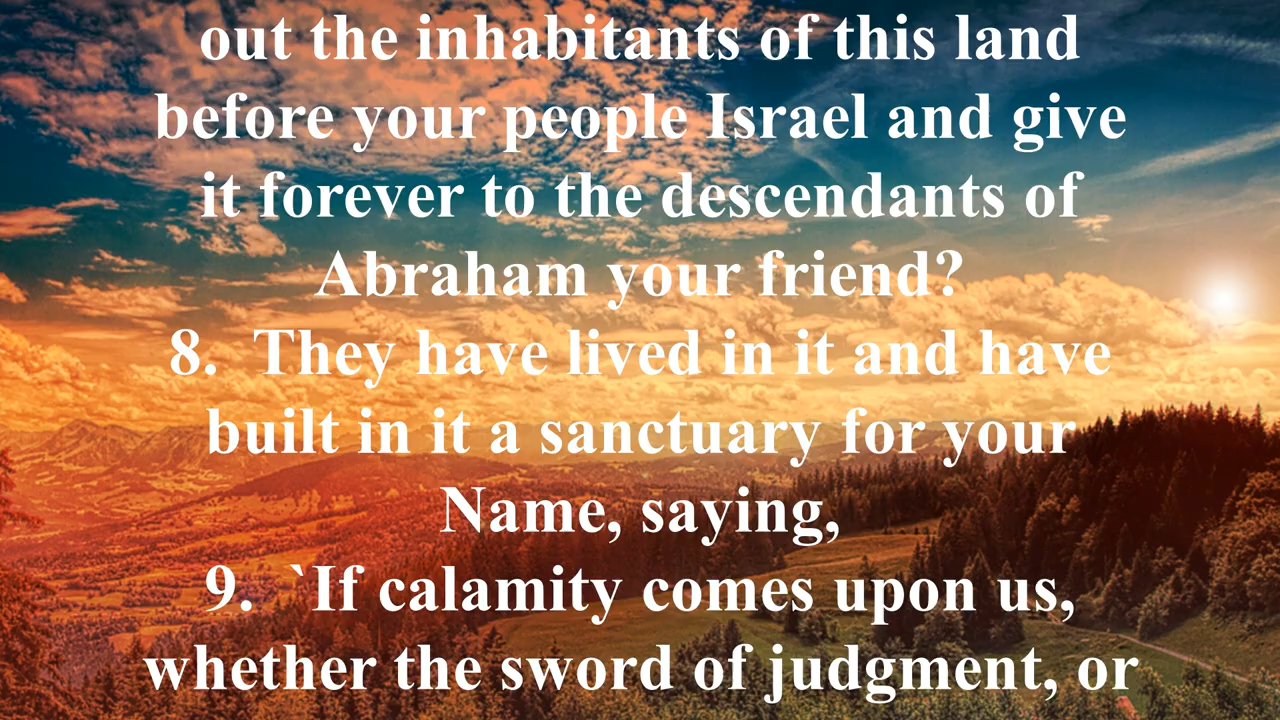 out the inhabitants of this land
before your people Israel and give
it forever to the descendants of
Abraham your friend?
8.  They have lived in it and have
built in it a sanctuary for your
Name, saying,
9.  `If calamity comes upon us,
whether the sword of judgment, or